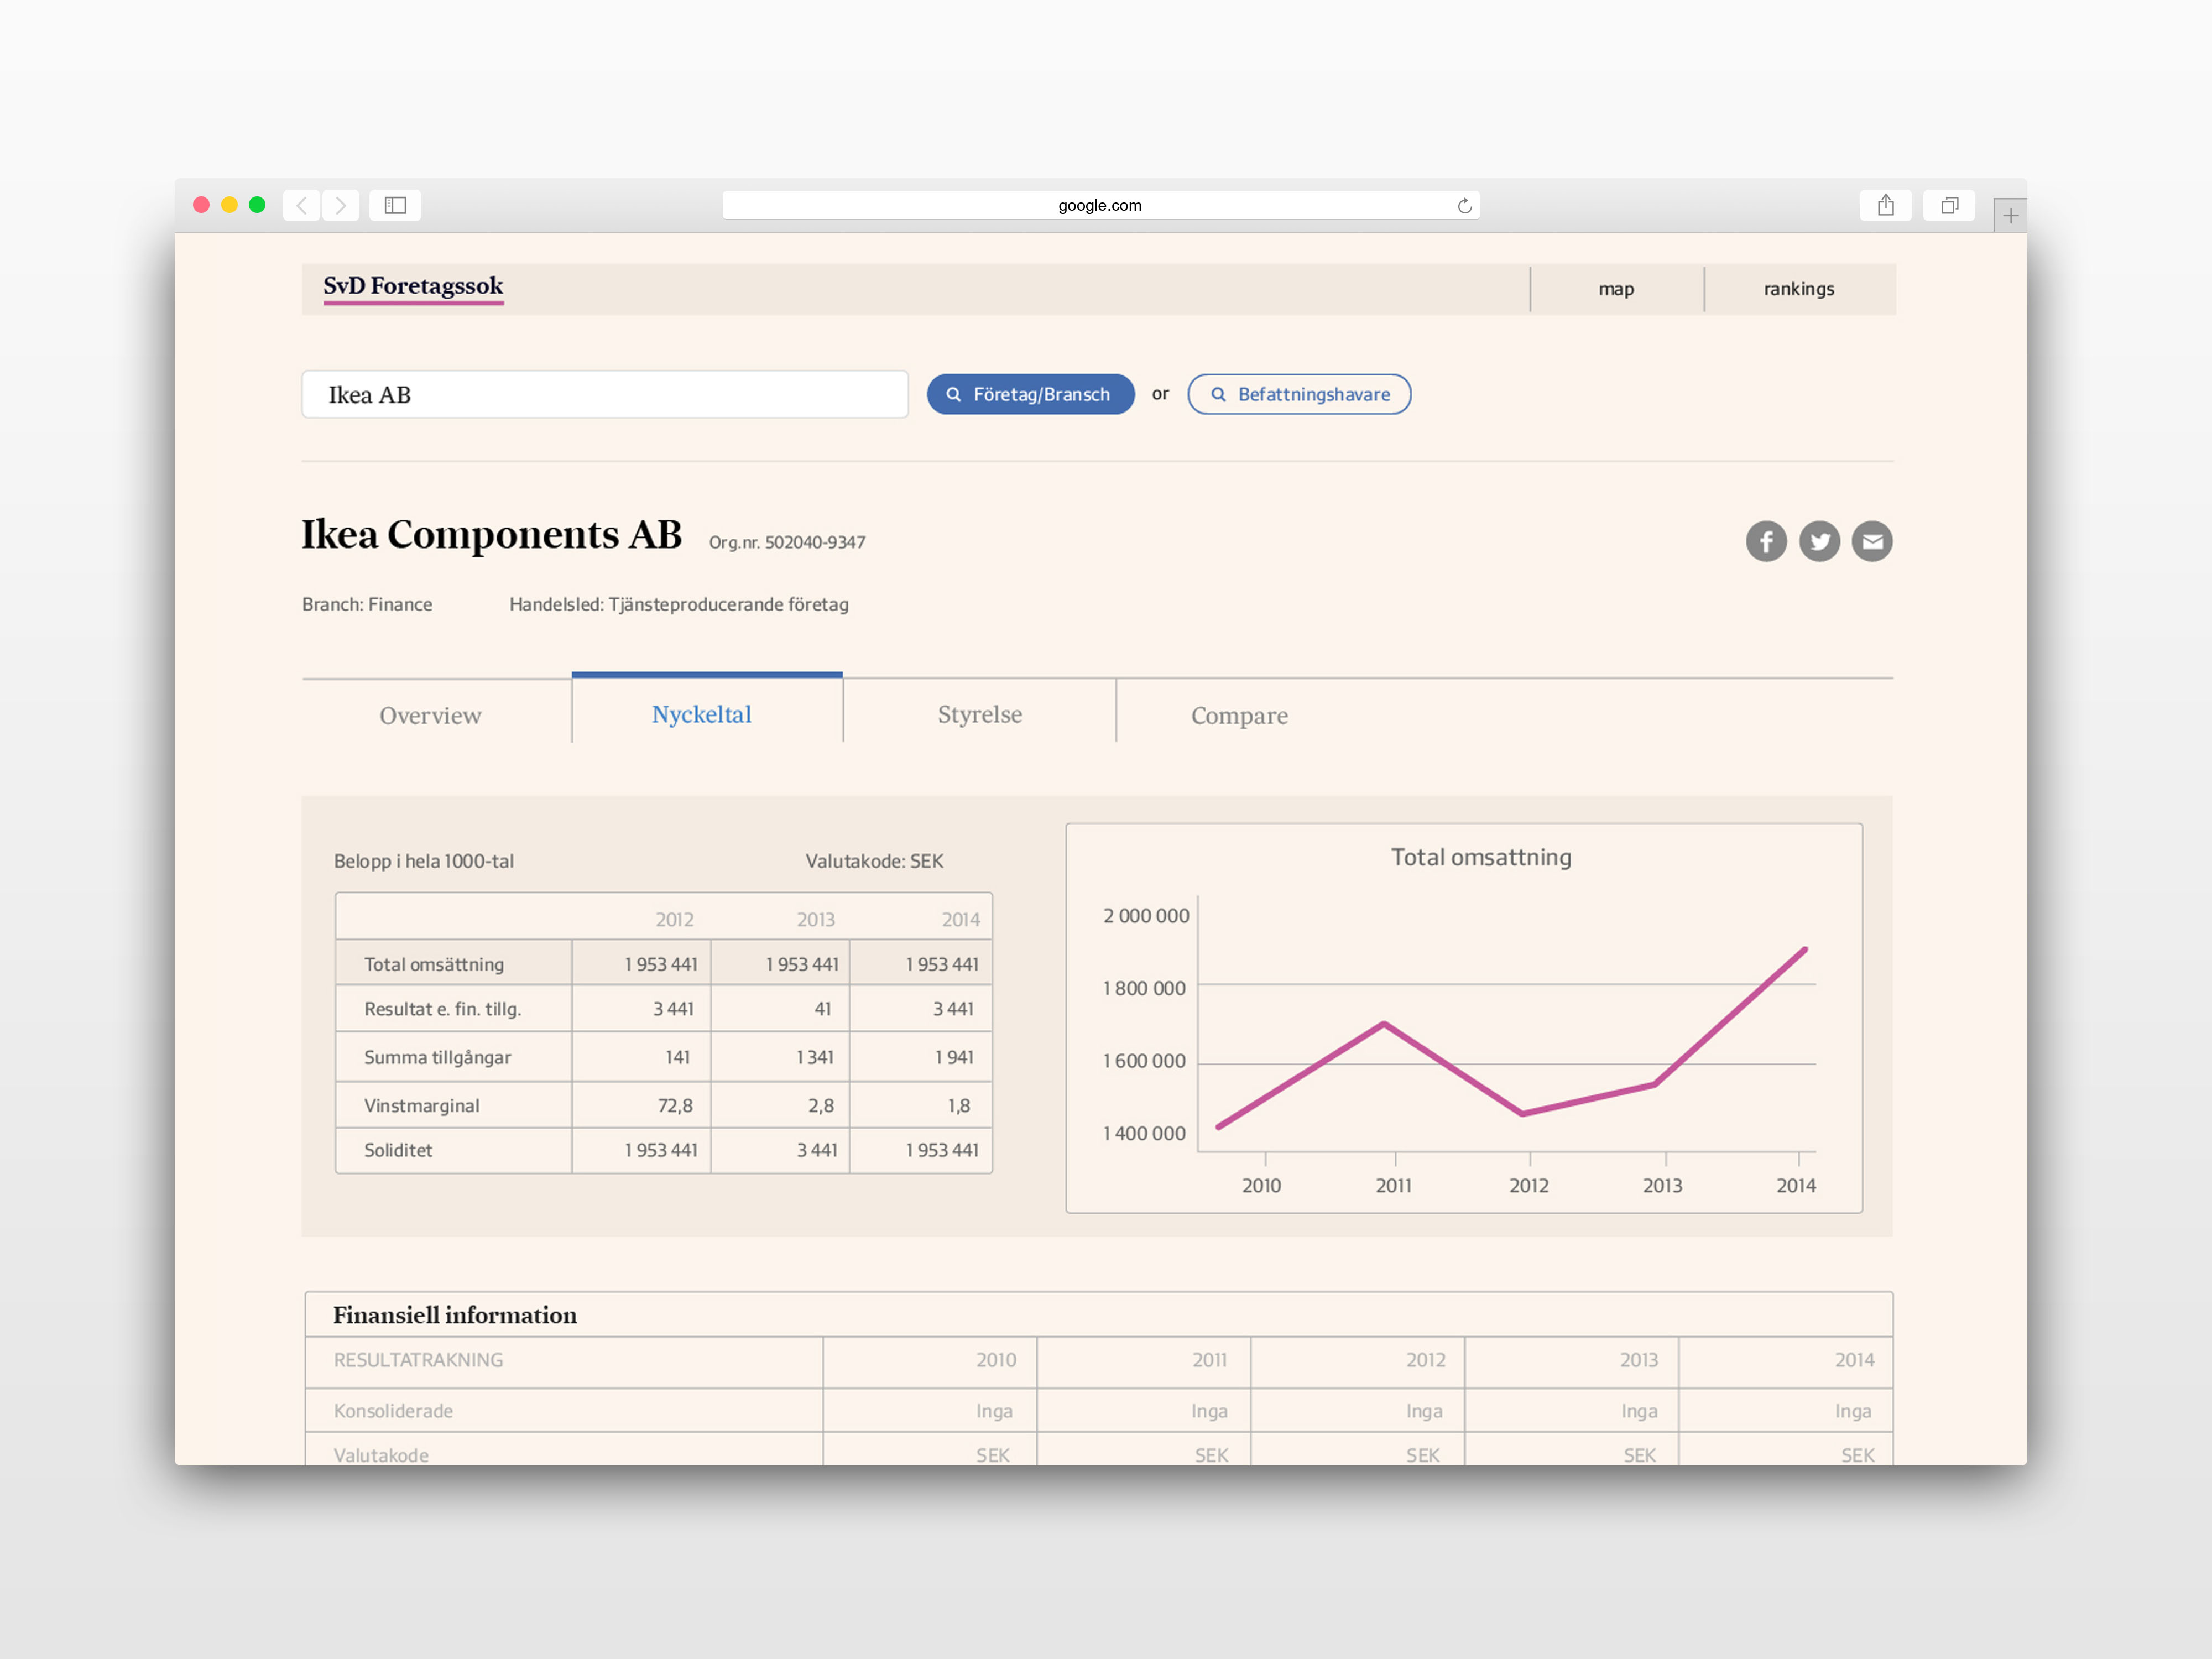 google.com
SvD Foretagssok
map
rankings
Ikea AB
Företag/Bransch or Befattningshavare
Ikea Components AB Org.nr. 502040-9347
Branch: Finance Handelsled: Tjänsteproducerande företag
Overview Nyckeltal Styrelse Compare
Belopp i hela 1000-tal Valutakode: SEK
2012 2013 2014
Total omsättning 1 953 441 1 953 441 1 953 441
Resultat e. fin. tillg. 3 441 41 3 441
Summa tillgångar 141 1 341 1 941
Vinstmarginal 72,8 2,8 1,8
Soliditet 1 953 441 3 441 1 953 441
Total omsattning
2 000 000
1 800 000
1 600 000
1 400 000
2010 2011 2012 2013 2014
Finansiell information
RESULTATRAKNING 2010 2011 2012 2013 2014
Konsoliderade Inga Inga Inga Inga Inga
Valutakode SEK SEK SEK SEK SEK